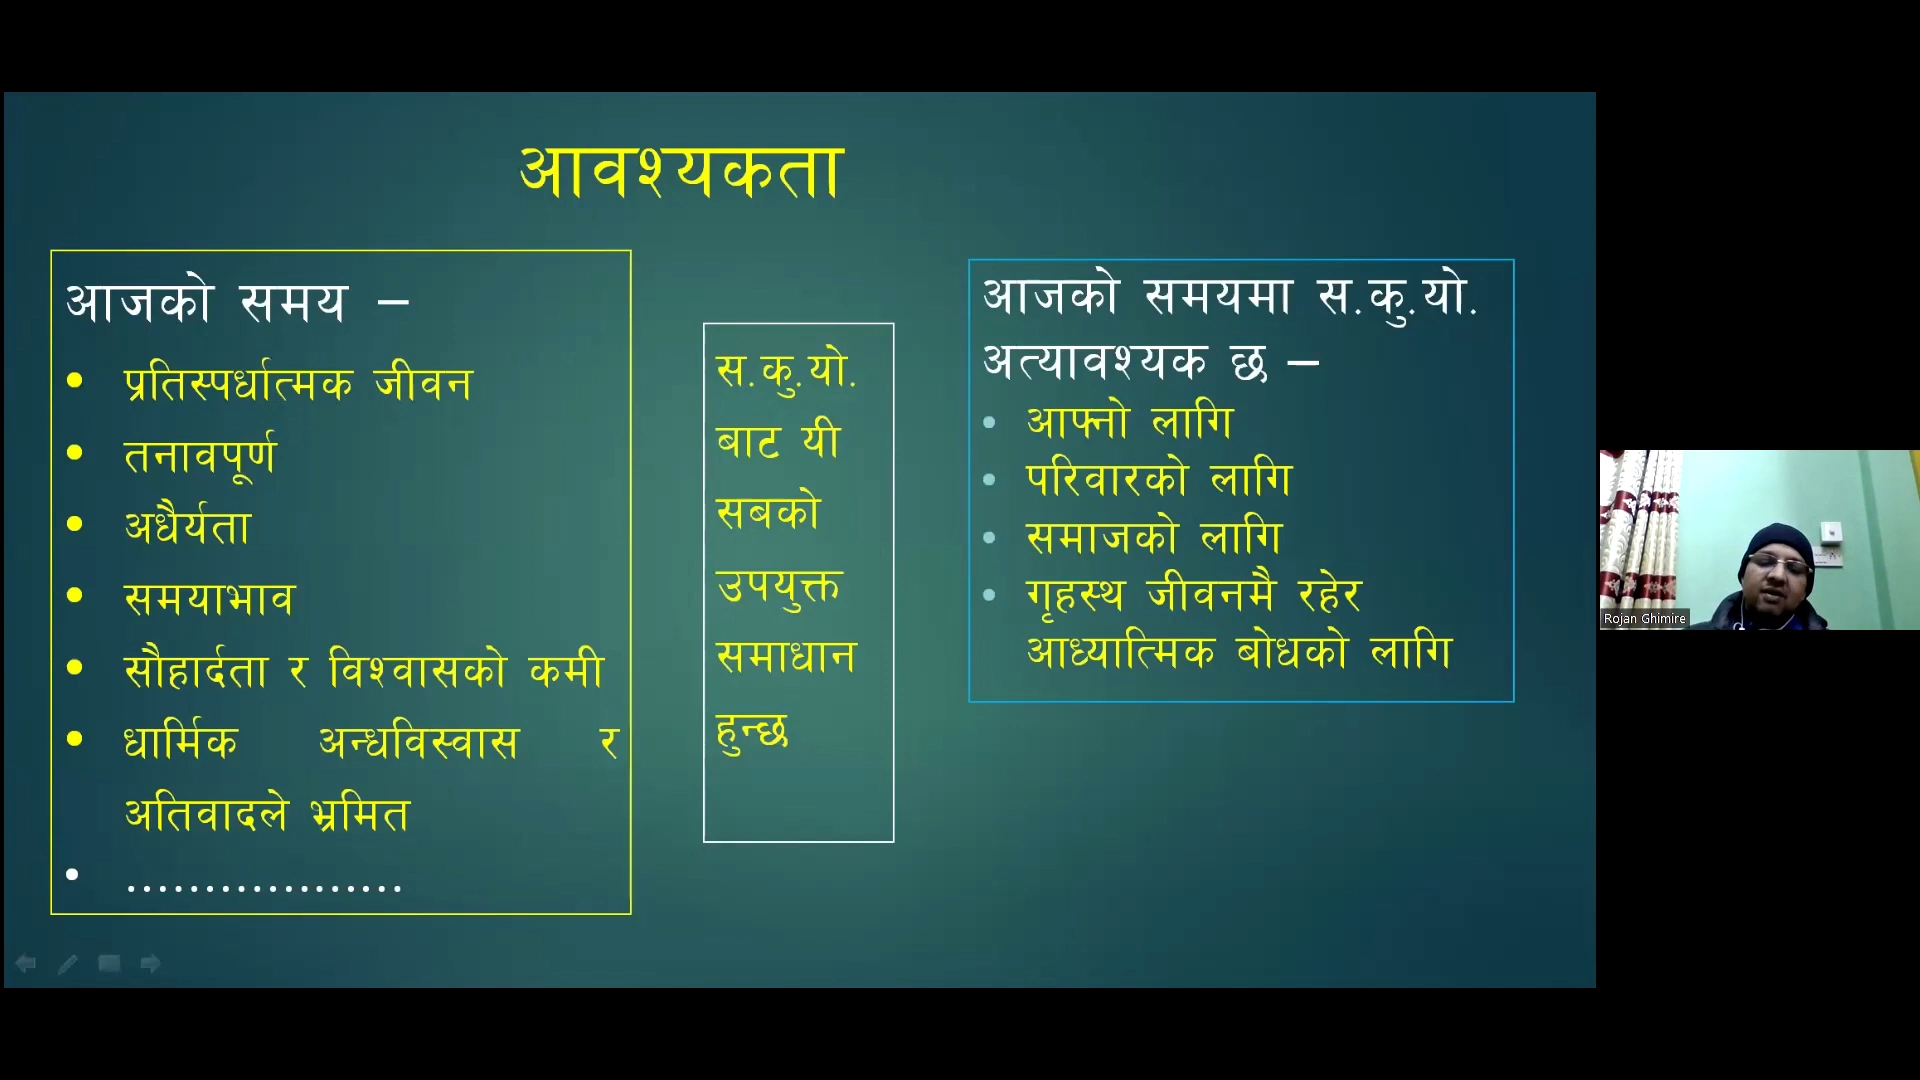 आवश्यकता
आजको समय –
• प्रतिस्पर्धात्मक जीवन
• तनावपूर्ण
• अधैर्यता
• समयाभाव
• सौहार्दता र विश्वासको कमी
• धार्मिक अन्धविस्वास र
अतिवादले भ्रमित
• ..................
स.कु.यो.
बाट यी
सबको
उपयुक्त
समाधान
हुन्छ
आजको समयमा स.कु.यो.
अत्यावश्यक छ –
• आफ्नो लागि
• परिवारको लागि
• समाजको लागि
• गृहस्थ जीवनमै रहेर
आध्यात्मिक बोधको लागि
Rojan Ghimire